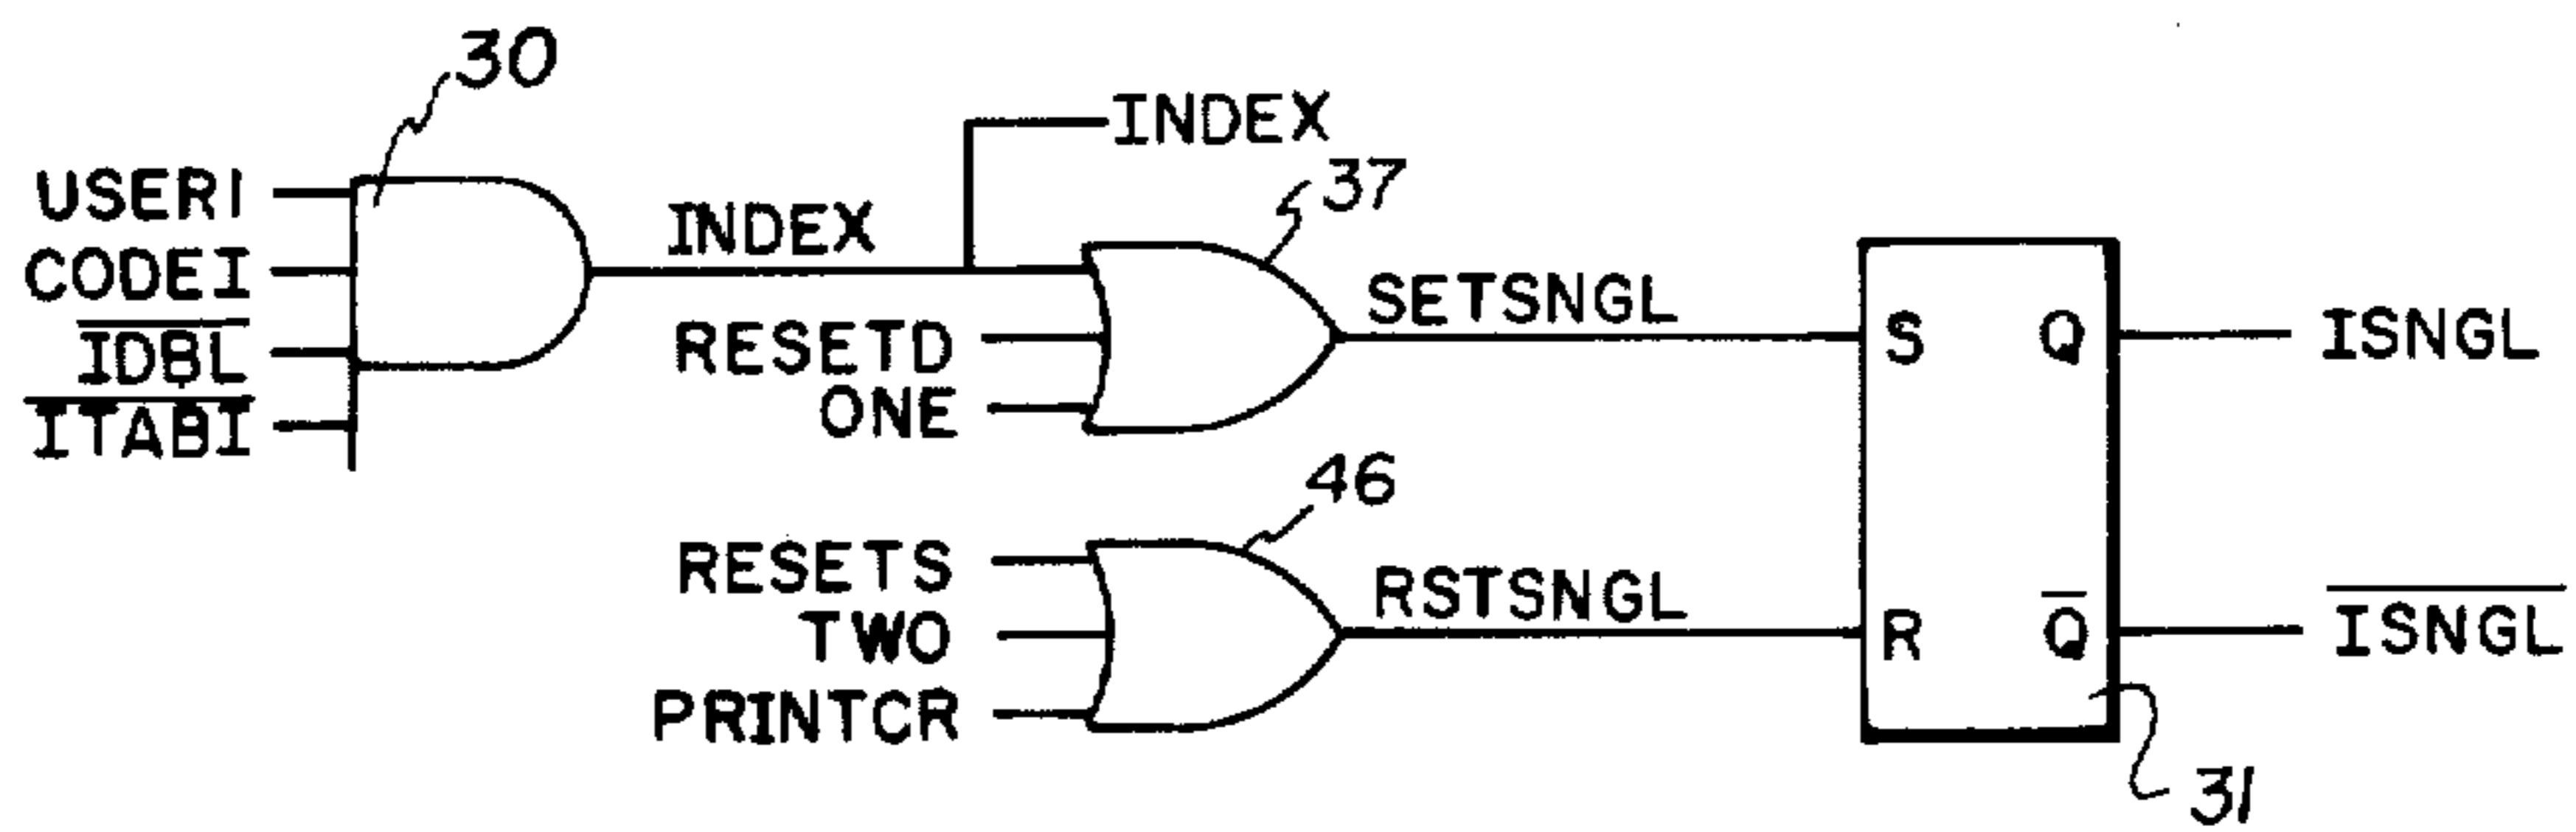 30
INDEX
37
USERI
CODEI
IDBL
ITABI
INDEX
RESETD
ONE
SETSNGL
46
RESETS
TWO
PRINTCR
RSTSNGL
S Q
R Q
ISNGL
ISNGL
31